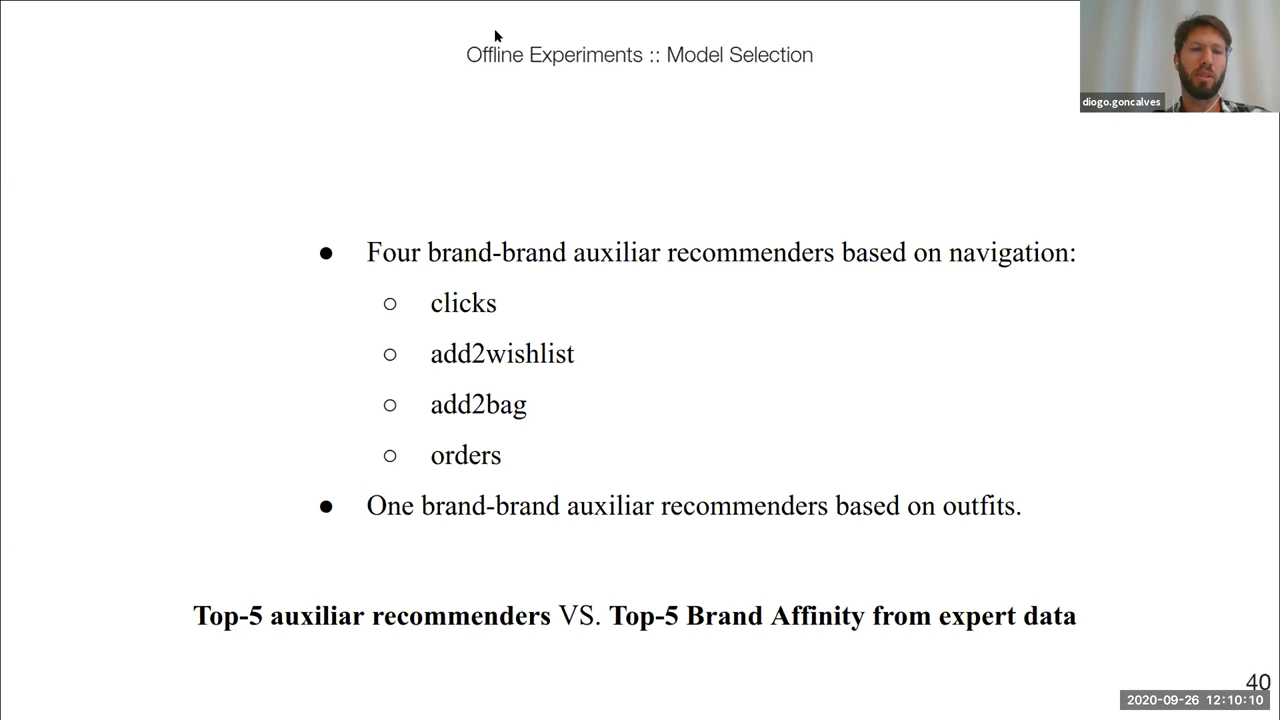 Offline Experiments :: Model Selection
diogo.goncalves
● Four brand-brand auxiliar recommenders based on navigation:
○ clicks
○ add2wishlist
○ add2bag
○ orders
● One brand-brand auxiliar recommenders based on outfits.
Top-5 auxiliar recommenders VS. Top-5 Brand Affinity from expert data
40
2020-09-26 12:10:10